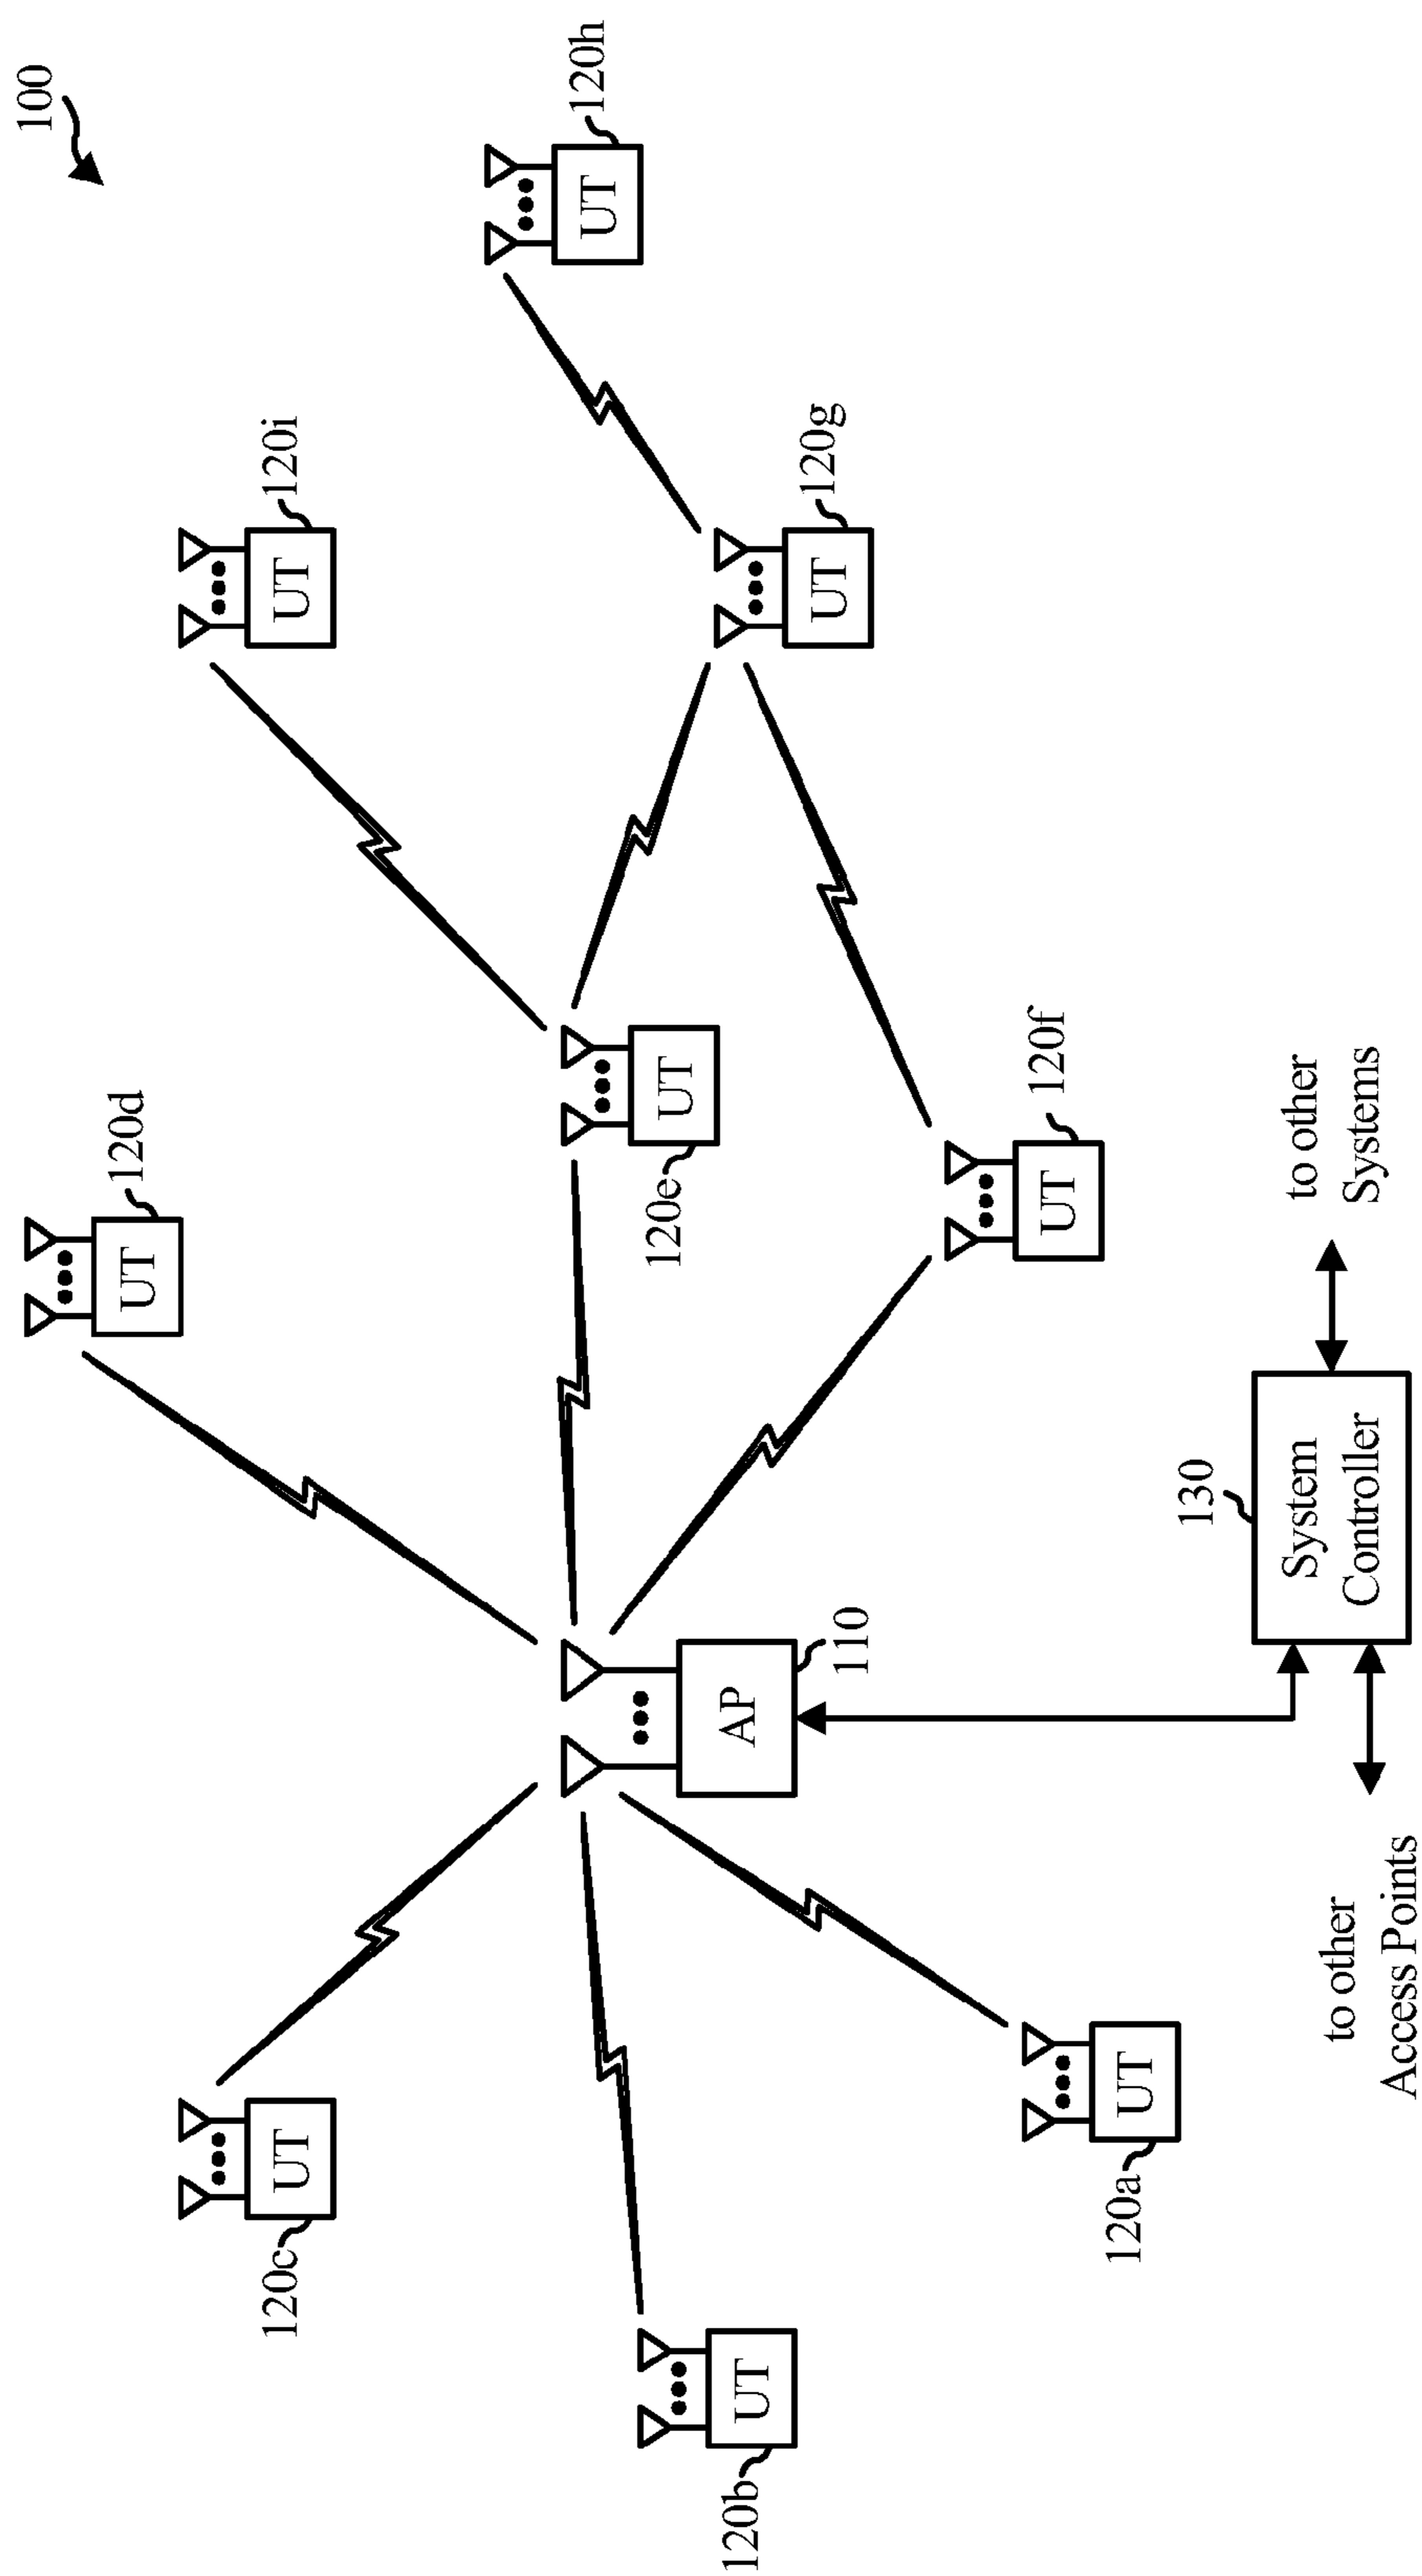 100
120d
UT
120i
UT
120c
UT
120h
UT
120e
UT
120b
UT
AP
110
120g
UT
120f
UT
120a
UT
130
System
Controller
to other
Systems
to other
Access Points